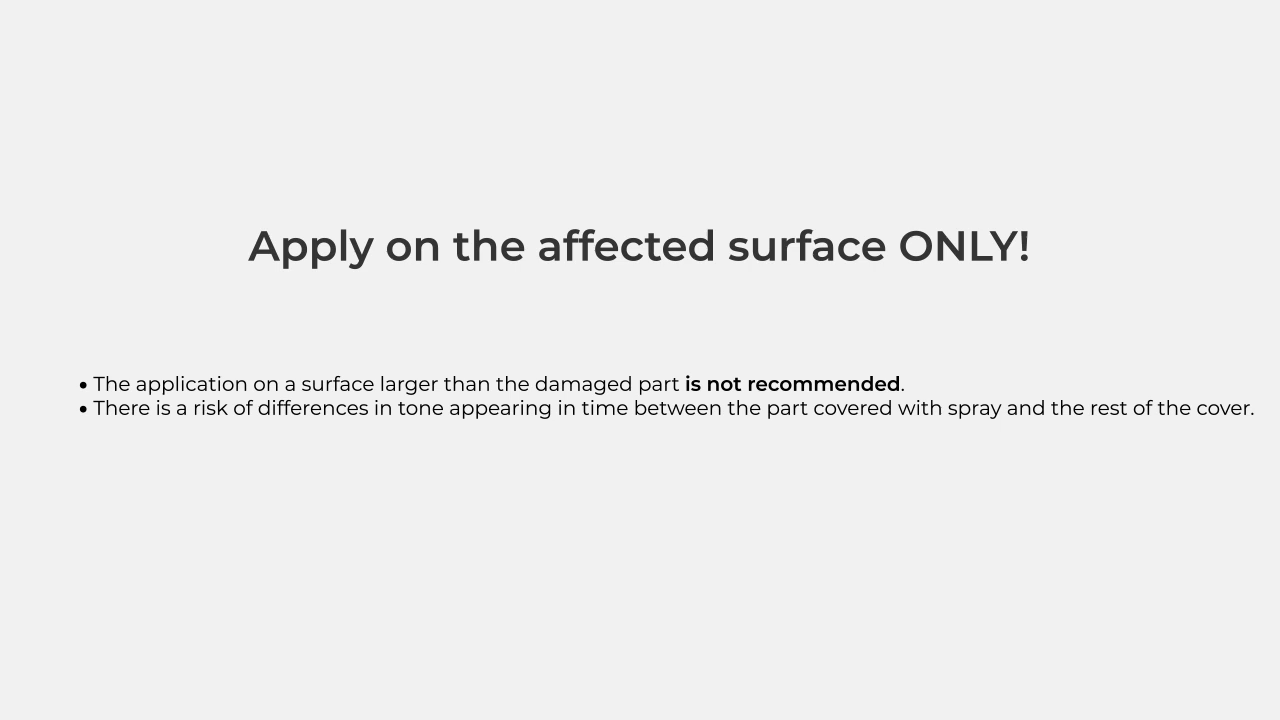 Apply on the affected surface ONLY!
• The application on a surface larger than the damaged part is not recommended.
• There is a risk of differences in tone appearing in time between the part covered with spray and the rest of the cover.